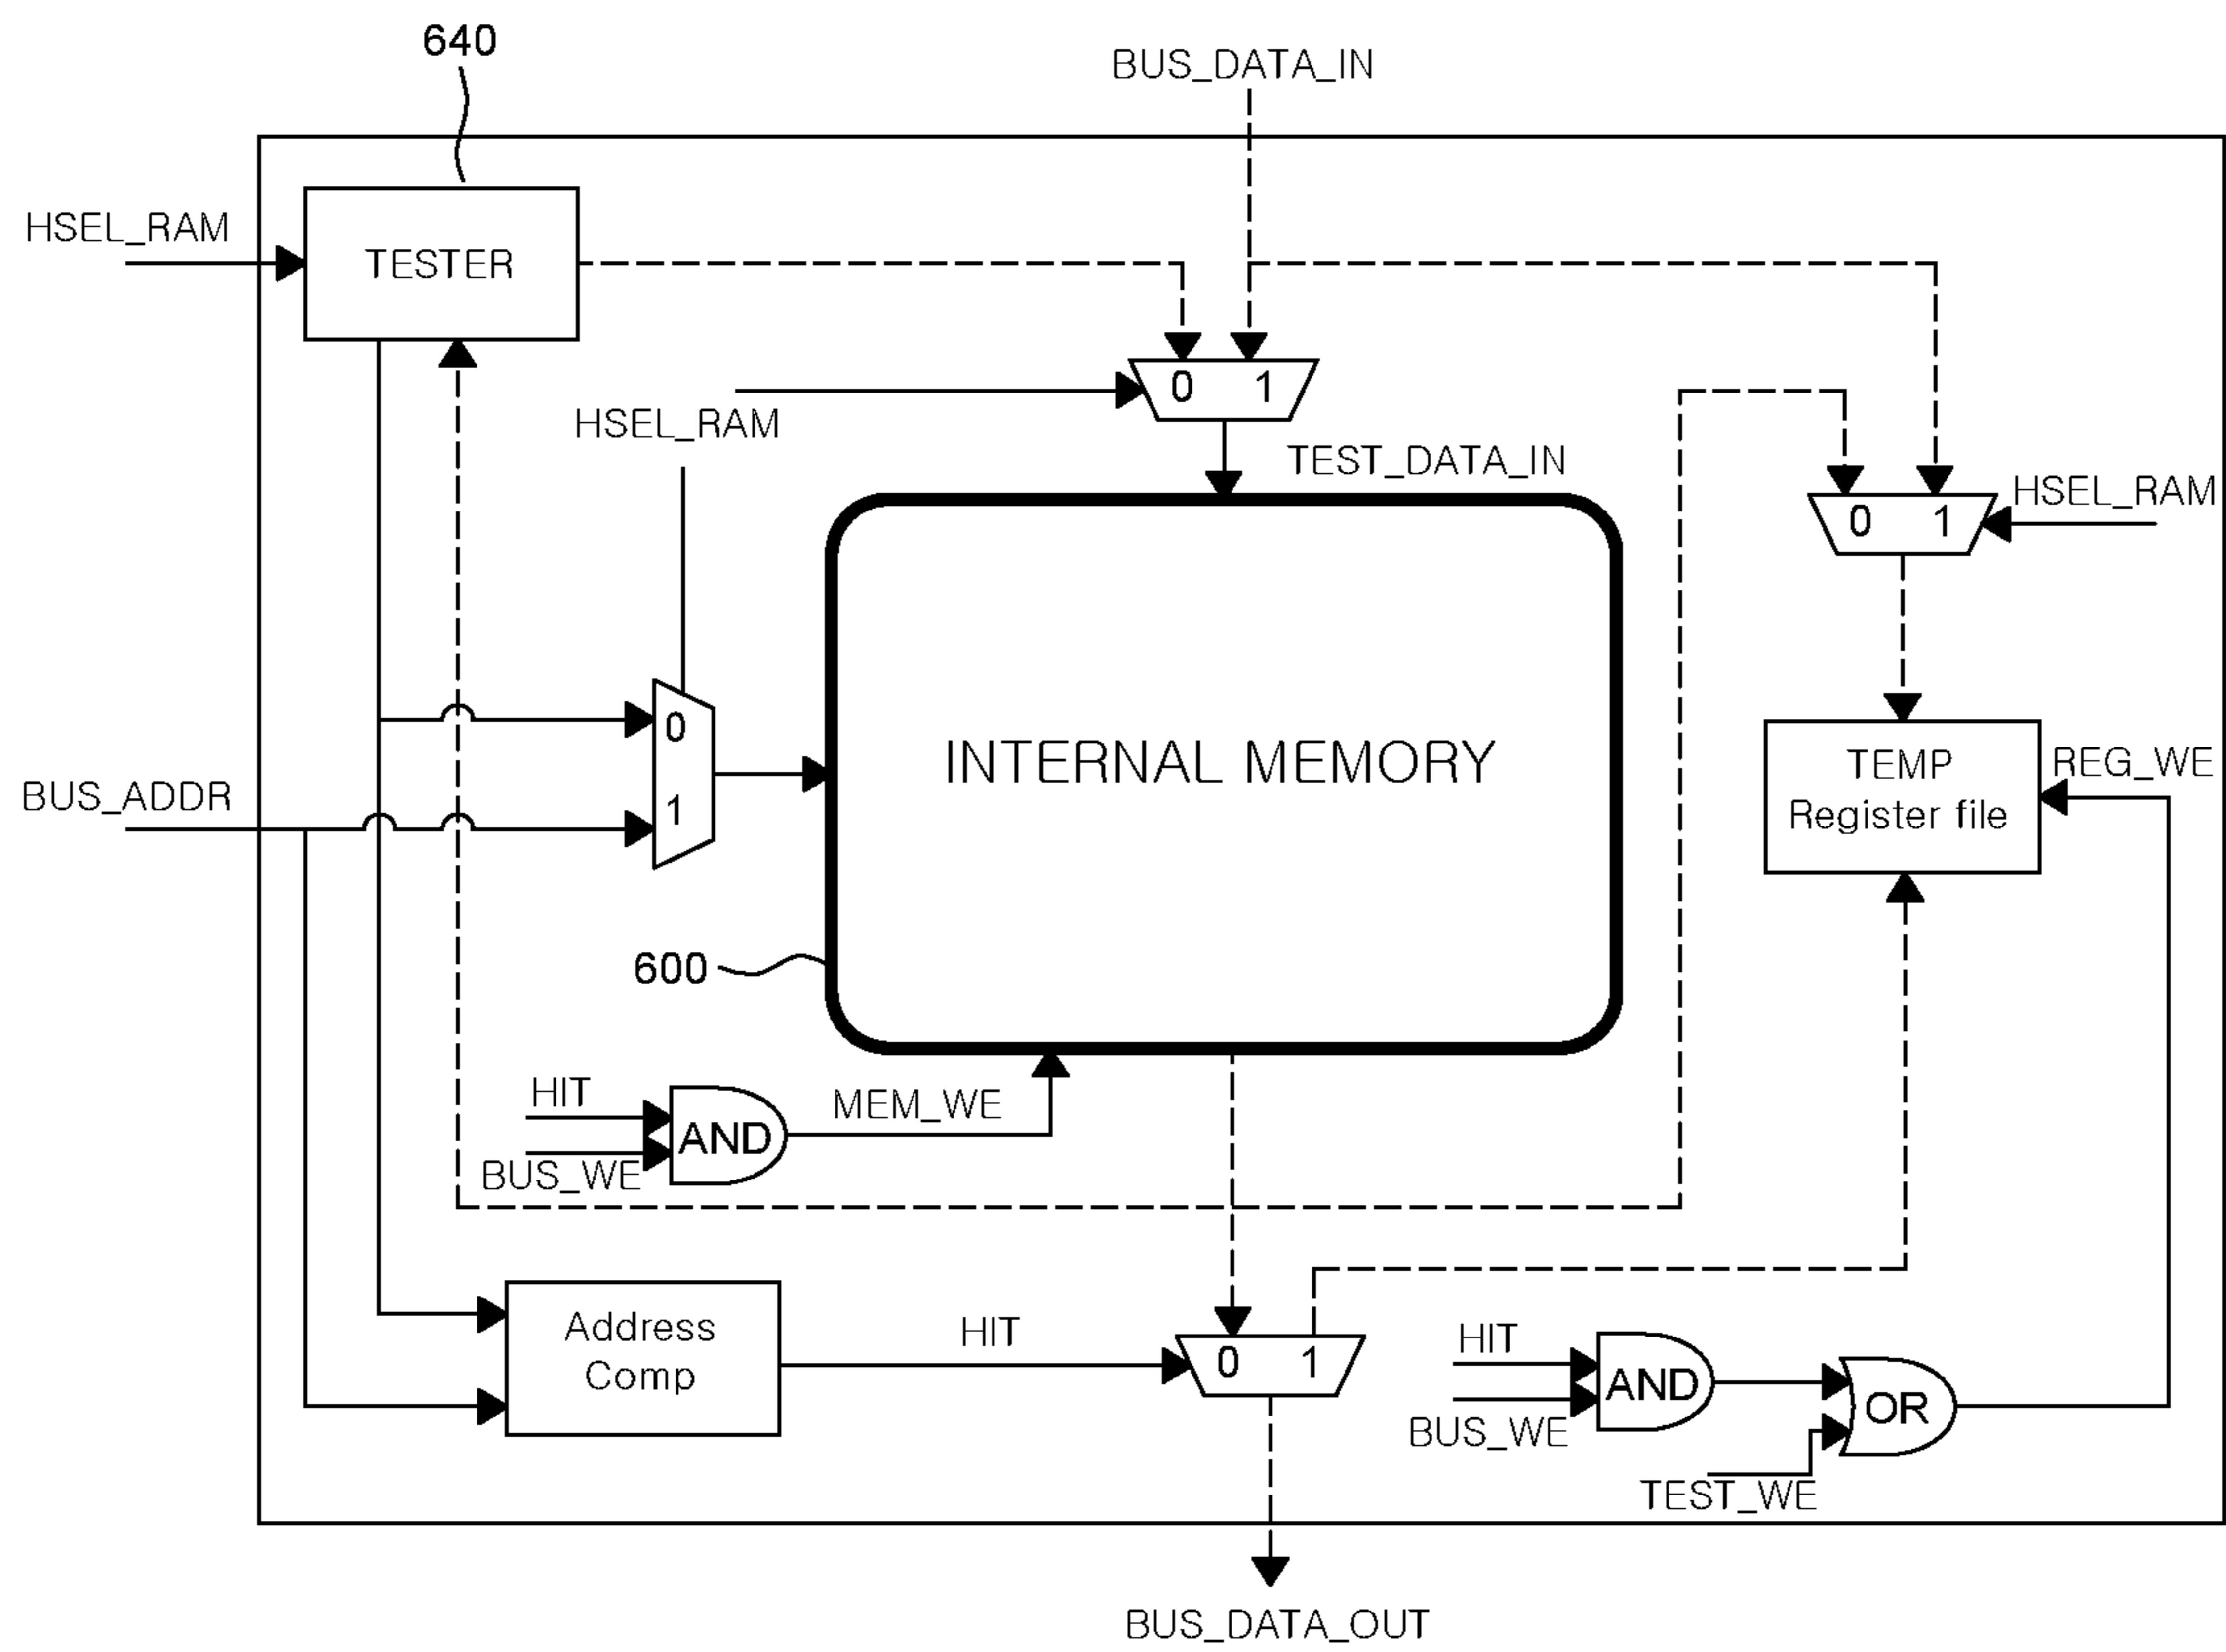 640
BUS_DATA_IN
HSEL_RAM
TESTER
0 1
HSEL_RAM
TEST_DATA_IN
HSEL_RAM
0 1
0
INTERNAL MEMORY
TEMP
Register file
REG_WE
BUS_ADDR
1
600
HIT
AND
MEM_WE
BUS_WE
Address
Comp
HIT
0 1
HIT
AND
BUS_WE
OR
TEST_WE
BUS_DATA_OUT